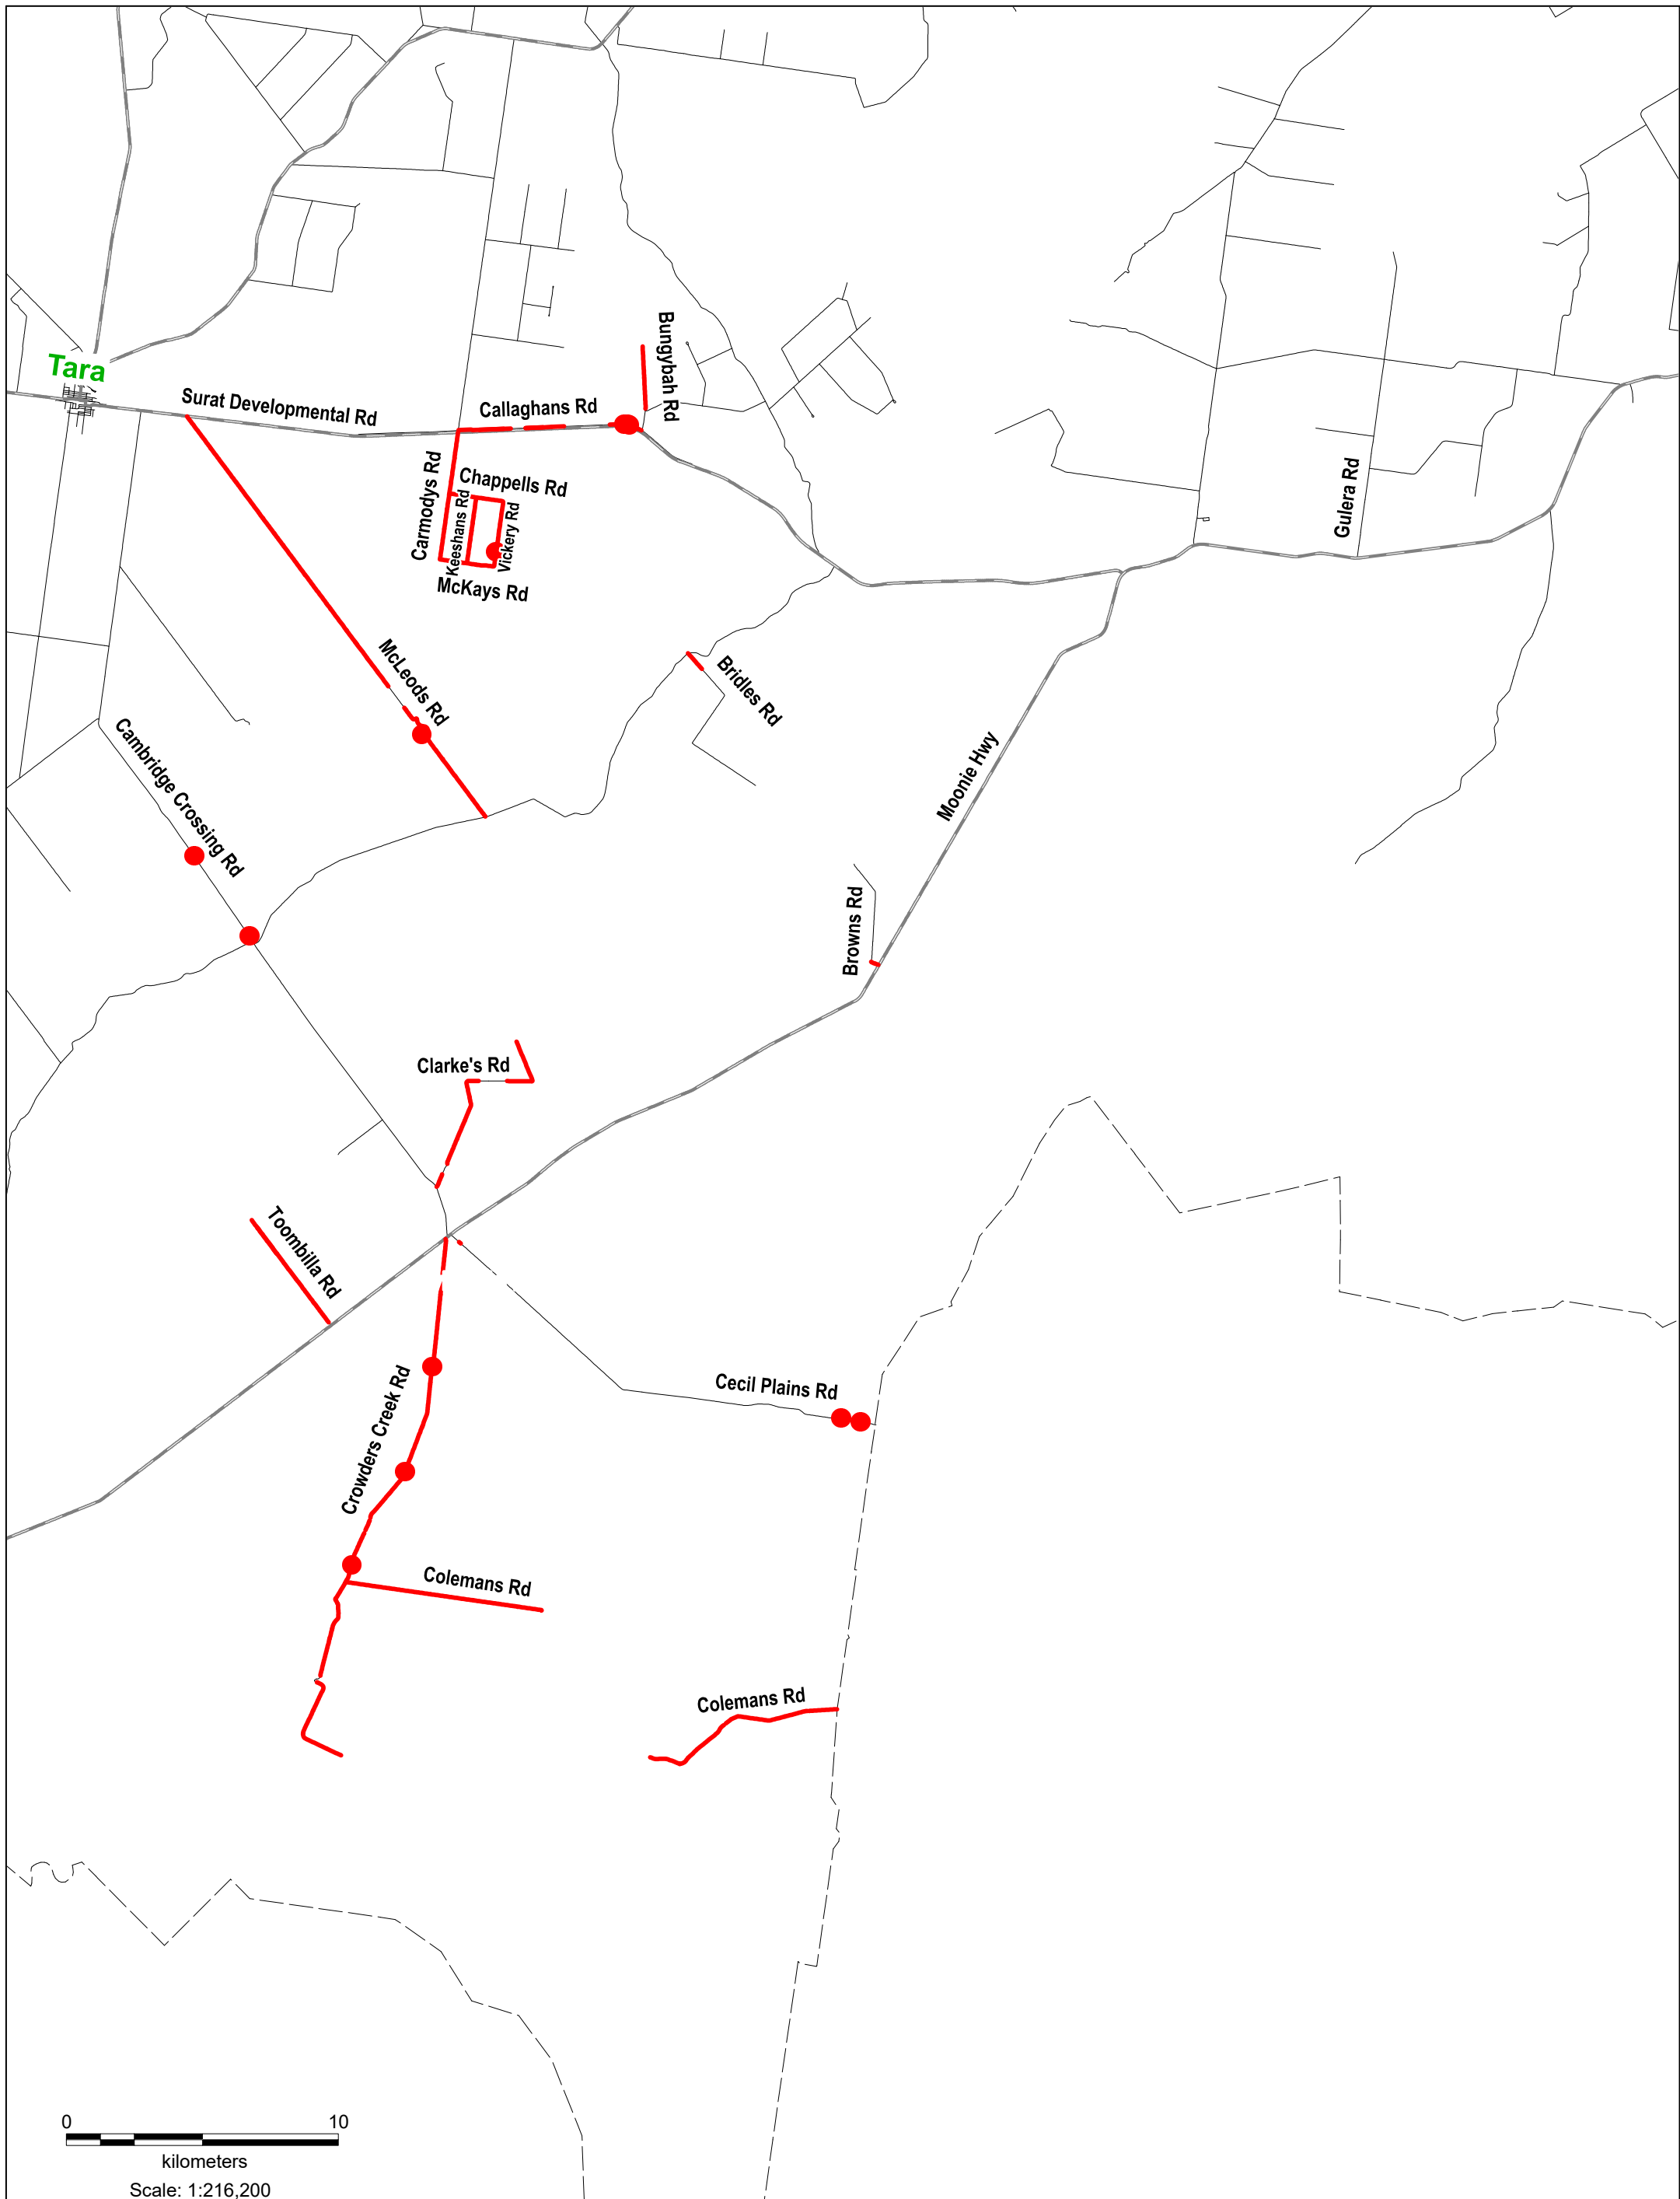 Bungybah Rd
Tara
Surat Developmental Rd
Callaghans Rd
Carmodys Rd
Chappells Rd
Keeshans Rd
Vickery Rd
McKays Rd
Gulera Rd
McLeods Rd
Bridles Rd
Cambridge Crossing Rd
Moonie Hwy
Browns Rd
Clarke's Rd
Toombilla Rd
Crowders Creek Rd
Cecil Plains Rd
Colemans Rd
Colemans Rd
0 10
kilometers
Scale: 1:216,200